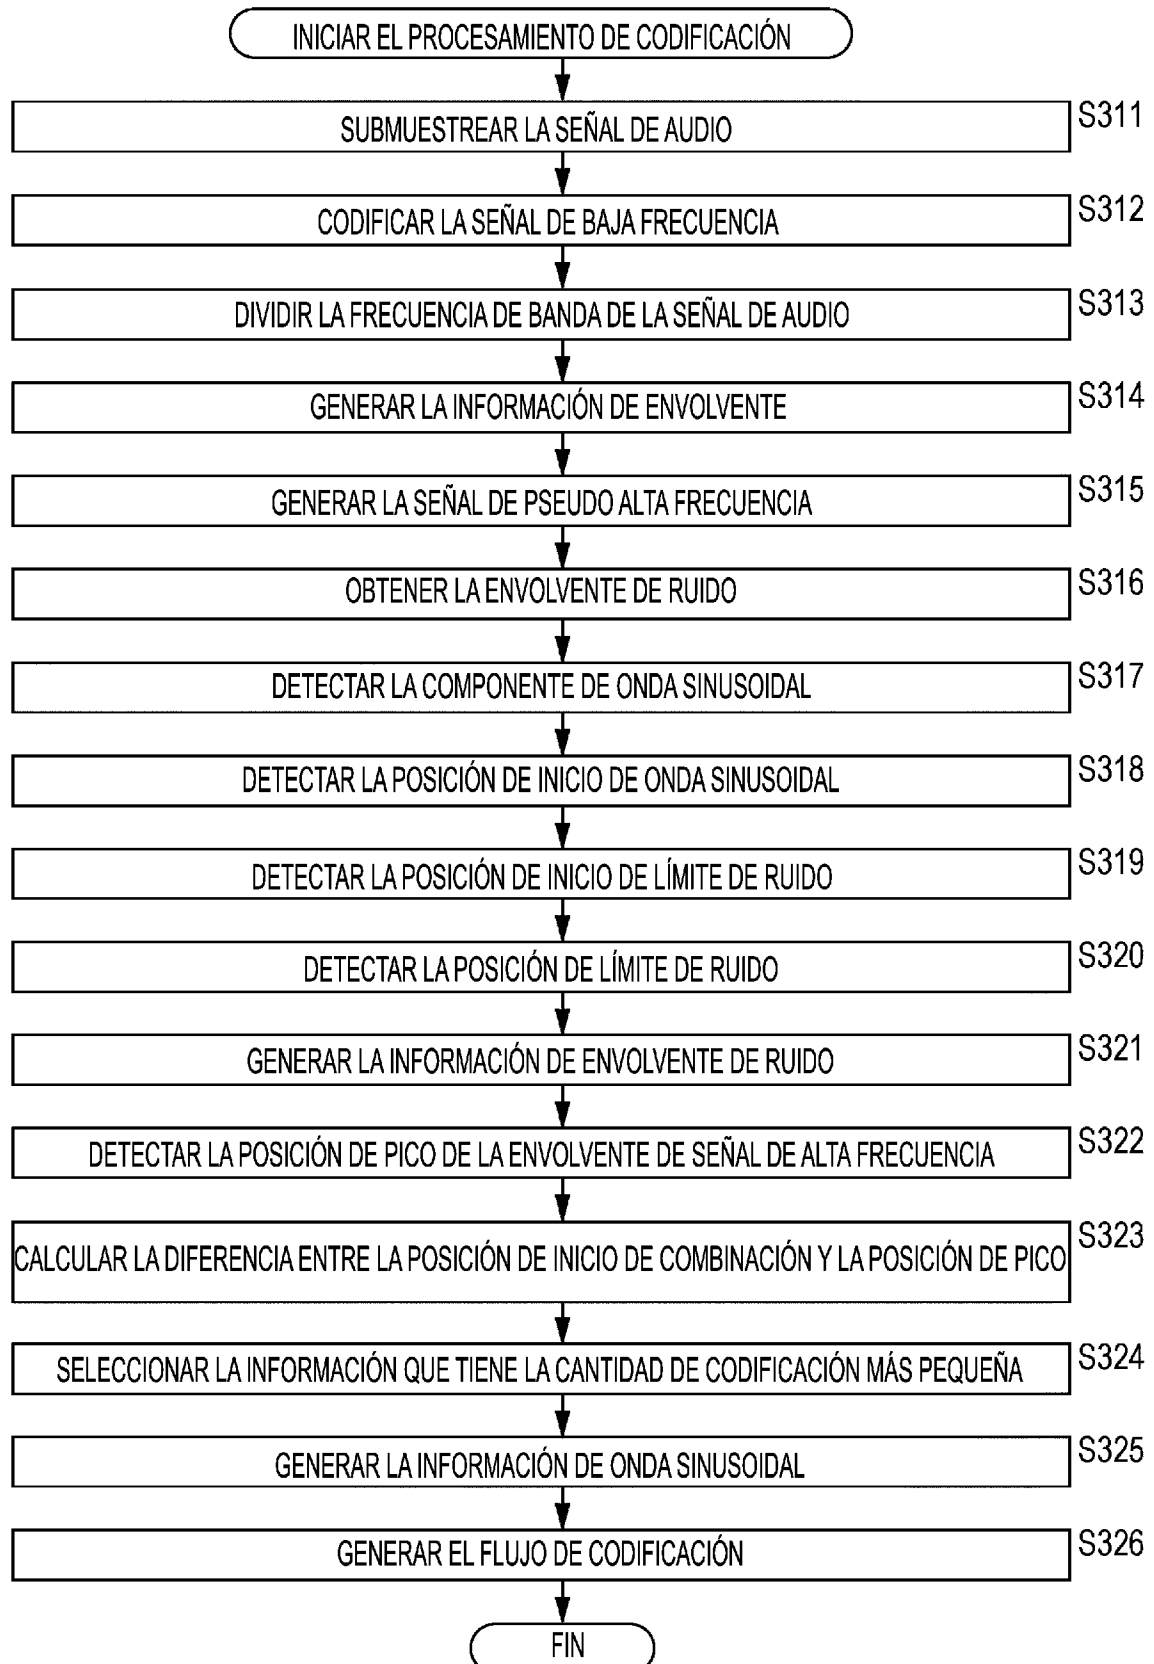 INICIAR EL PROCESAMIENTO DE CODIFICACIÓN
SUBMUESTREAR LA SEÑAL DE AUDIO
S311
CODIFICAR LA SEÑAL DE BAJA FRECUENCIA
S312
DIVIDIR LA FRECUENCIA DE BANDA DE LA SEÑAL DE AUDIO
S313
GENERAR LA INFORMACIÓN DE ENVOLVENTE
S314
GENERAR LA SEÑAL DE PSEUDO ALTA FRECUENCIA
S315
OBTENER LA ENVOLVENTE DE RUIDO
S316
DETECTAR LA COMPONENTE DE ONDA SINUSOIDAL
S317
DETECTAR LA POSICIÓN DE INICIO DE ONDA SINUSOIDAL
S318
DETECTAR LA POSICIÓN DE INICIO DE LÍMITE DE RUIDO
S319
DETECTAR LA POSICIÓN DE LÍMITE DE RUIDO
S320
GENERAR LA INFORMACIÓN DE ENVOLVENTE DE RUIDO
S321
DETECTAR LA POSICIÓN DE PICO DE LA ENVOLVENTE DE SEÑAL DE ALTA FRECUENCIA
S322
CALCULAR LA DIFERENCIA ENTRE LA POSICIÓN DE INICIO DE COMBINACIÓN Y LA POSICIÓN DE PICO
S323
SELECCIONAR LA INFORMACIÓN QUE TIENE LA CANTIDAD DE CODIFICACIÓN MÁS PEQUEÑA
S324
GENERAR LA INFORMACIÓN DE ONDA SINUSOIDAL
S325
GENERAR EL FLUJO DE CODIFICACIÓN
S326
FIN